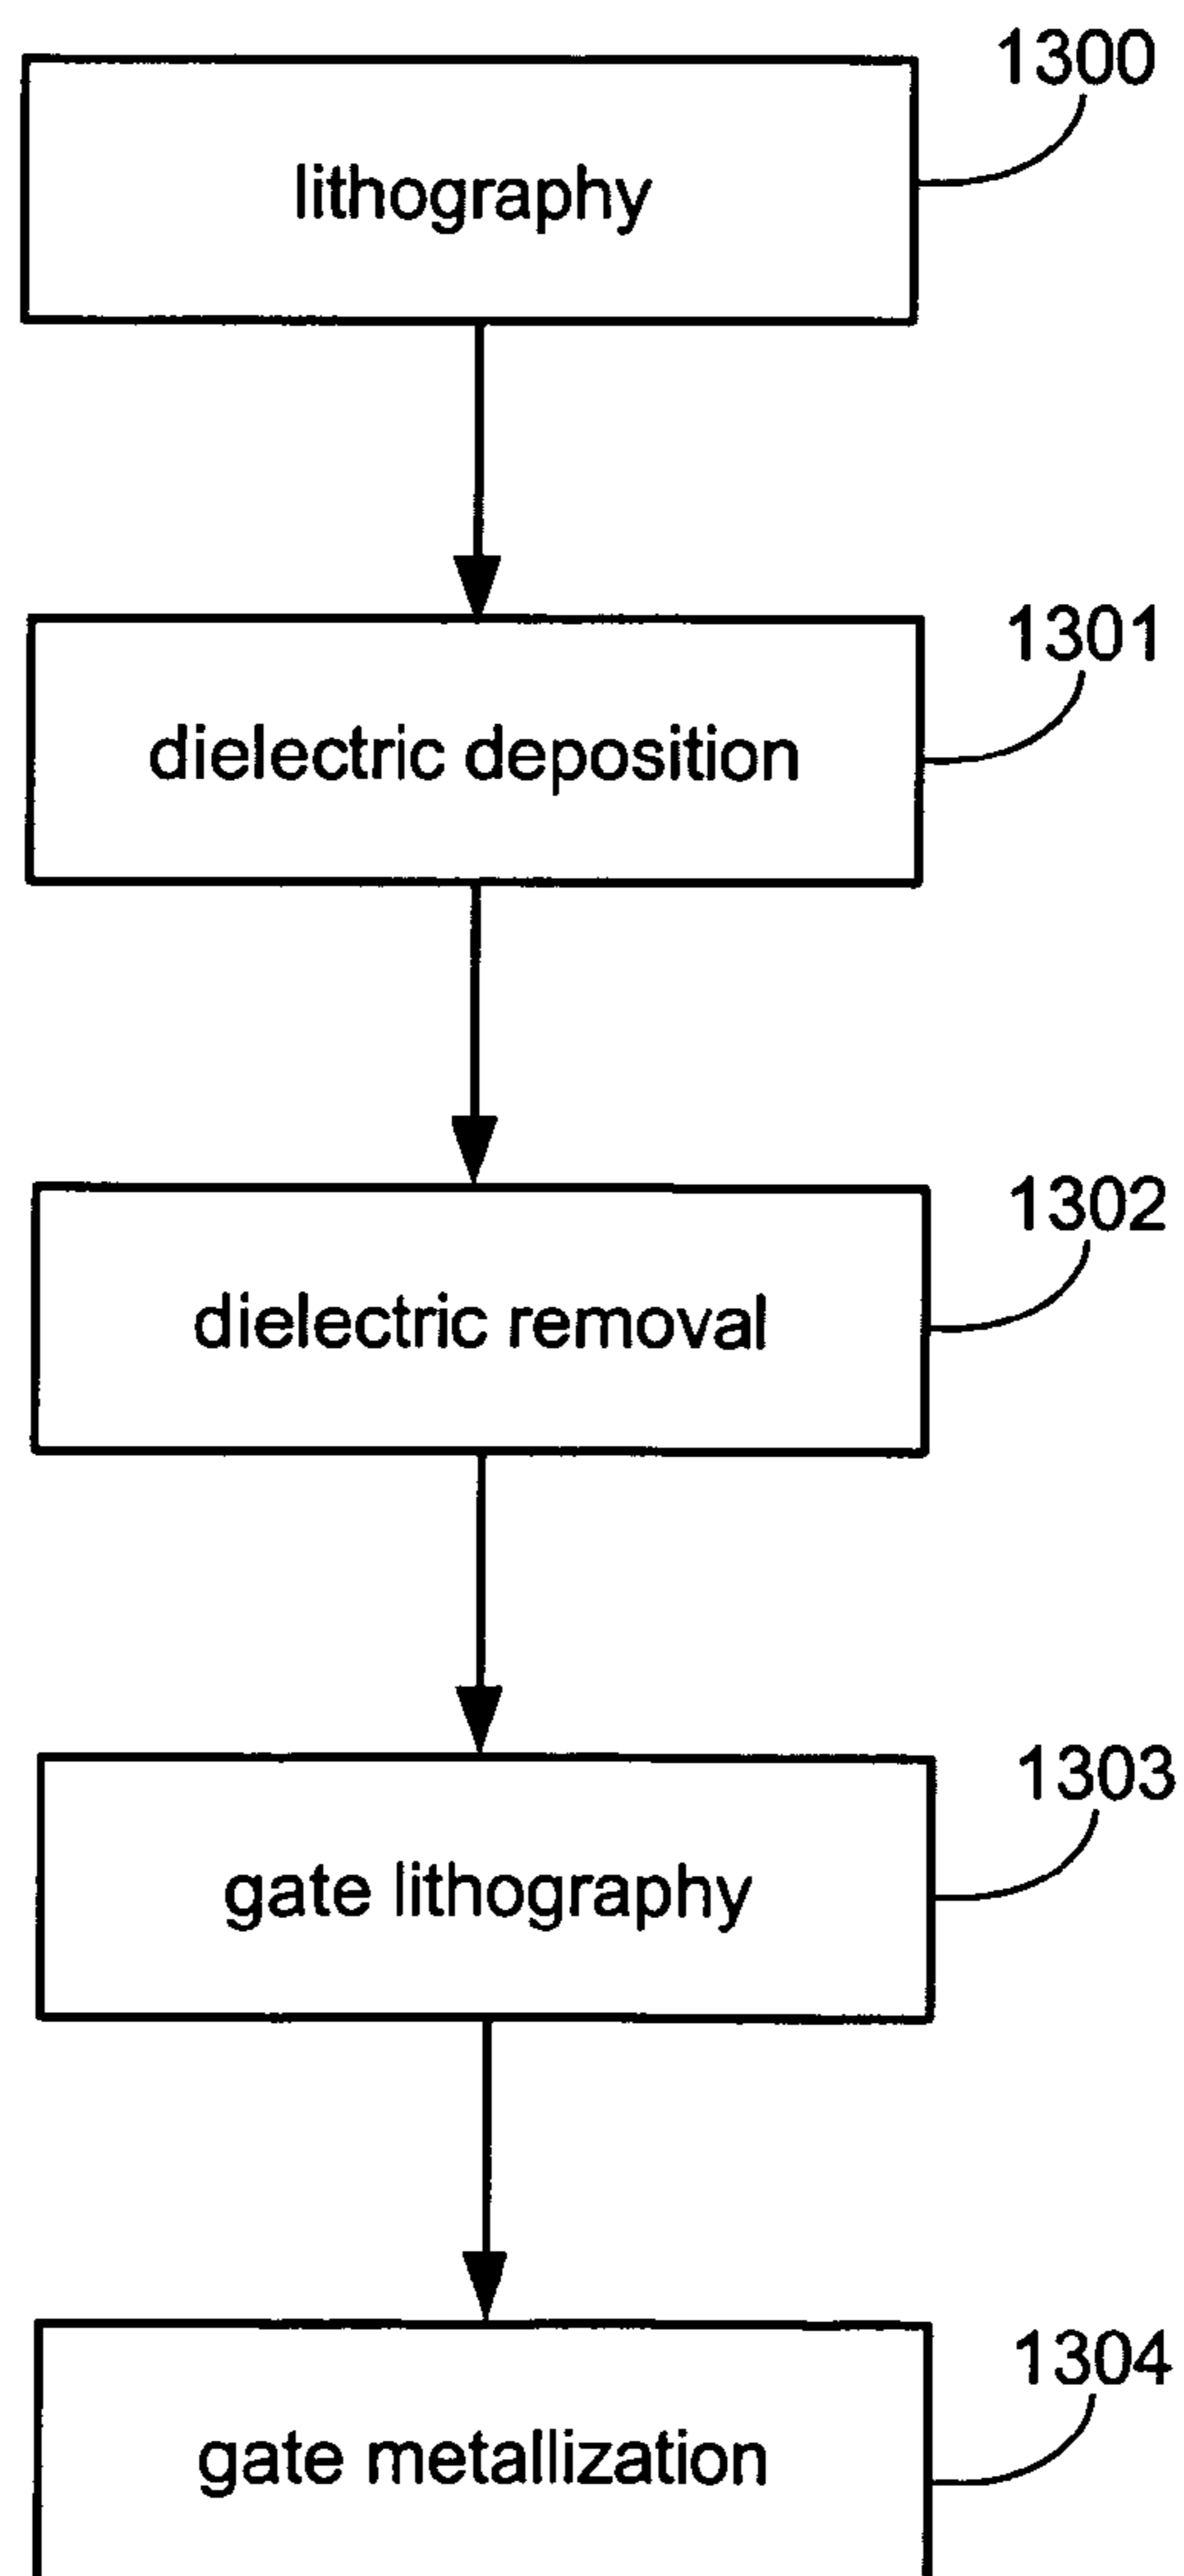 1300
lithography
1301
dielectric deposition
1302
dielectric removal
1303
gate lithography
1304
gate metallization